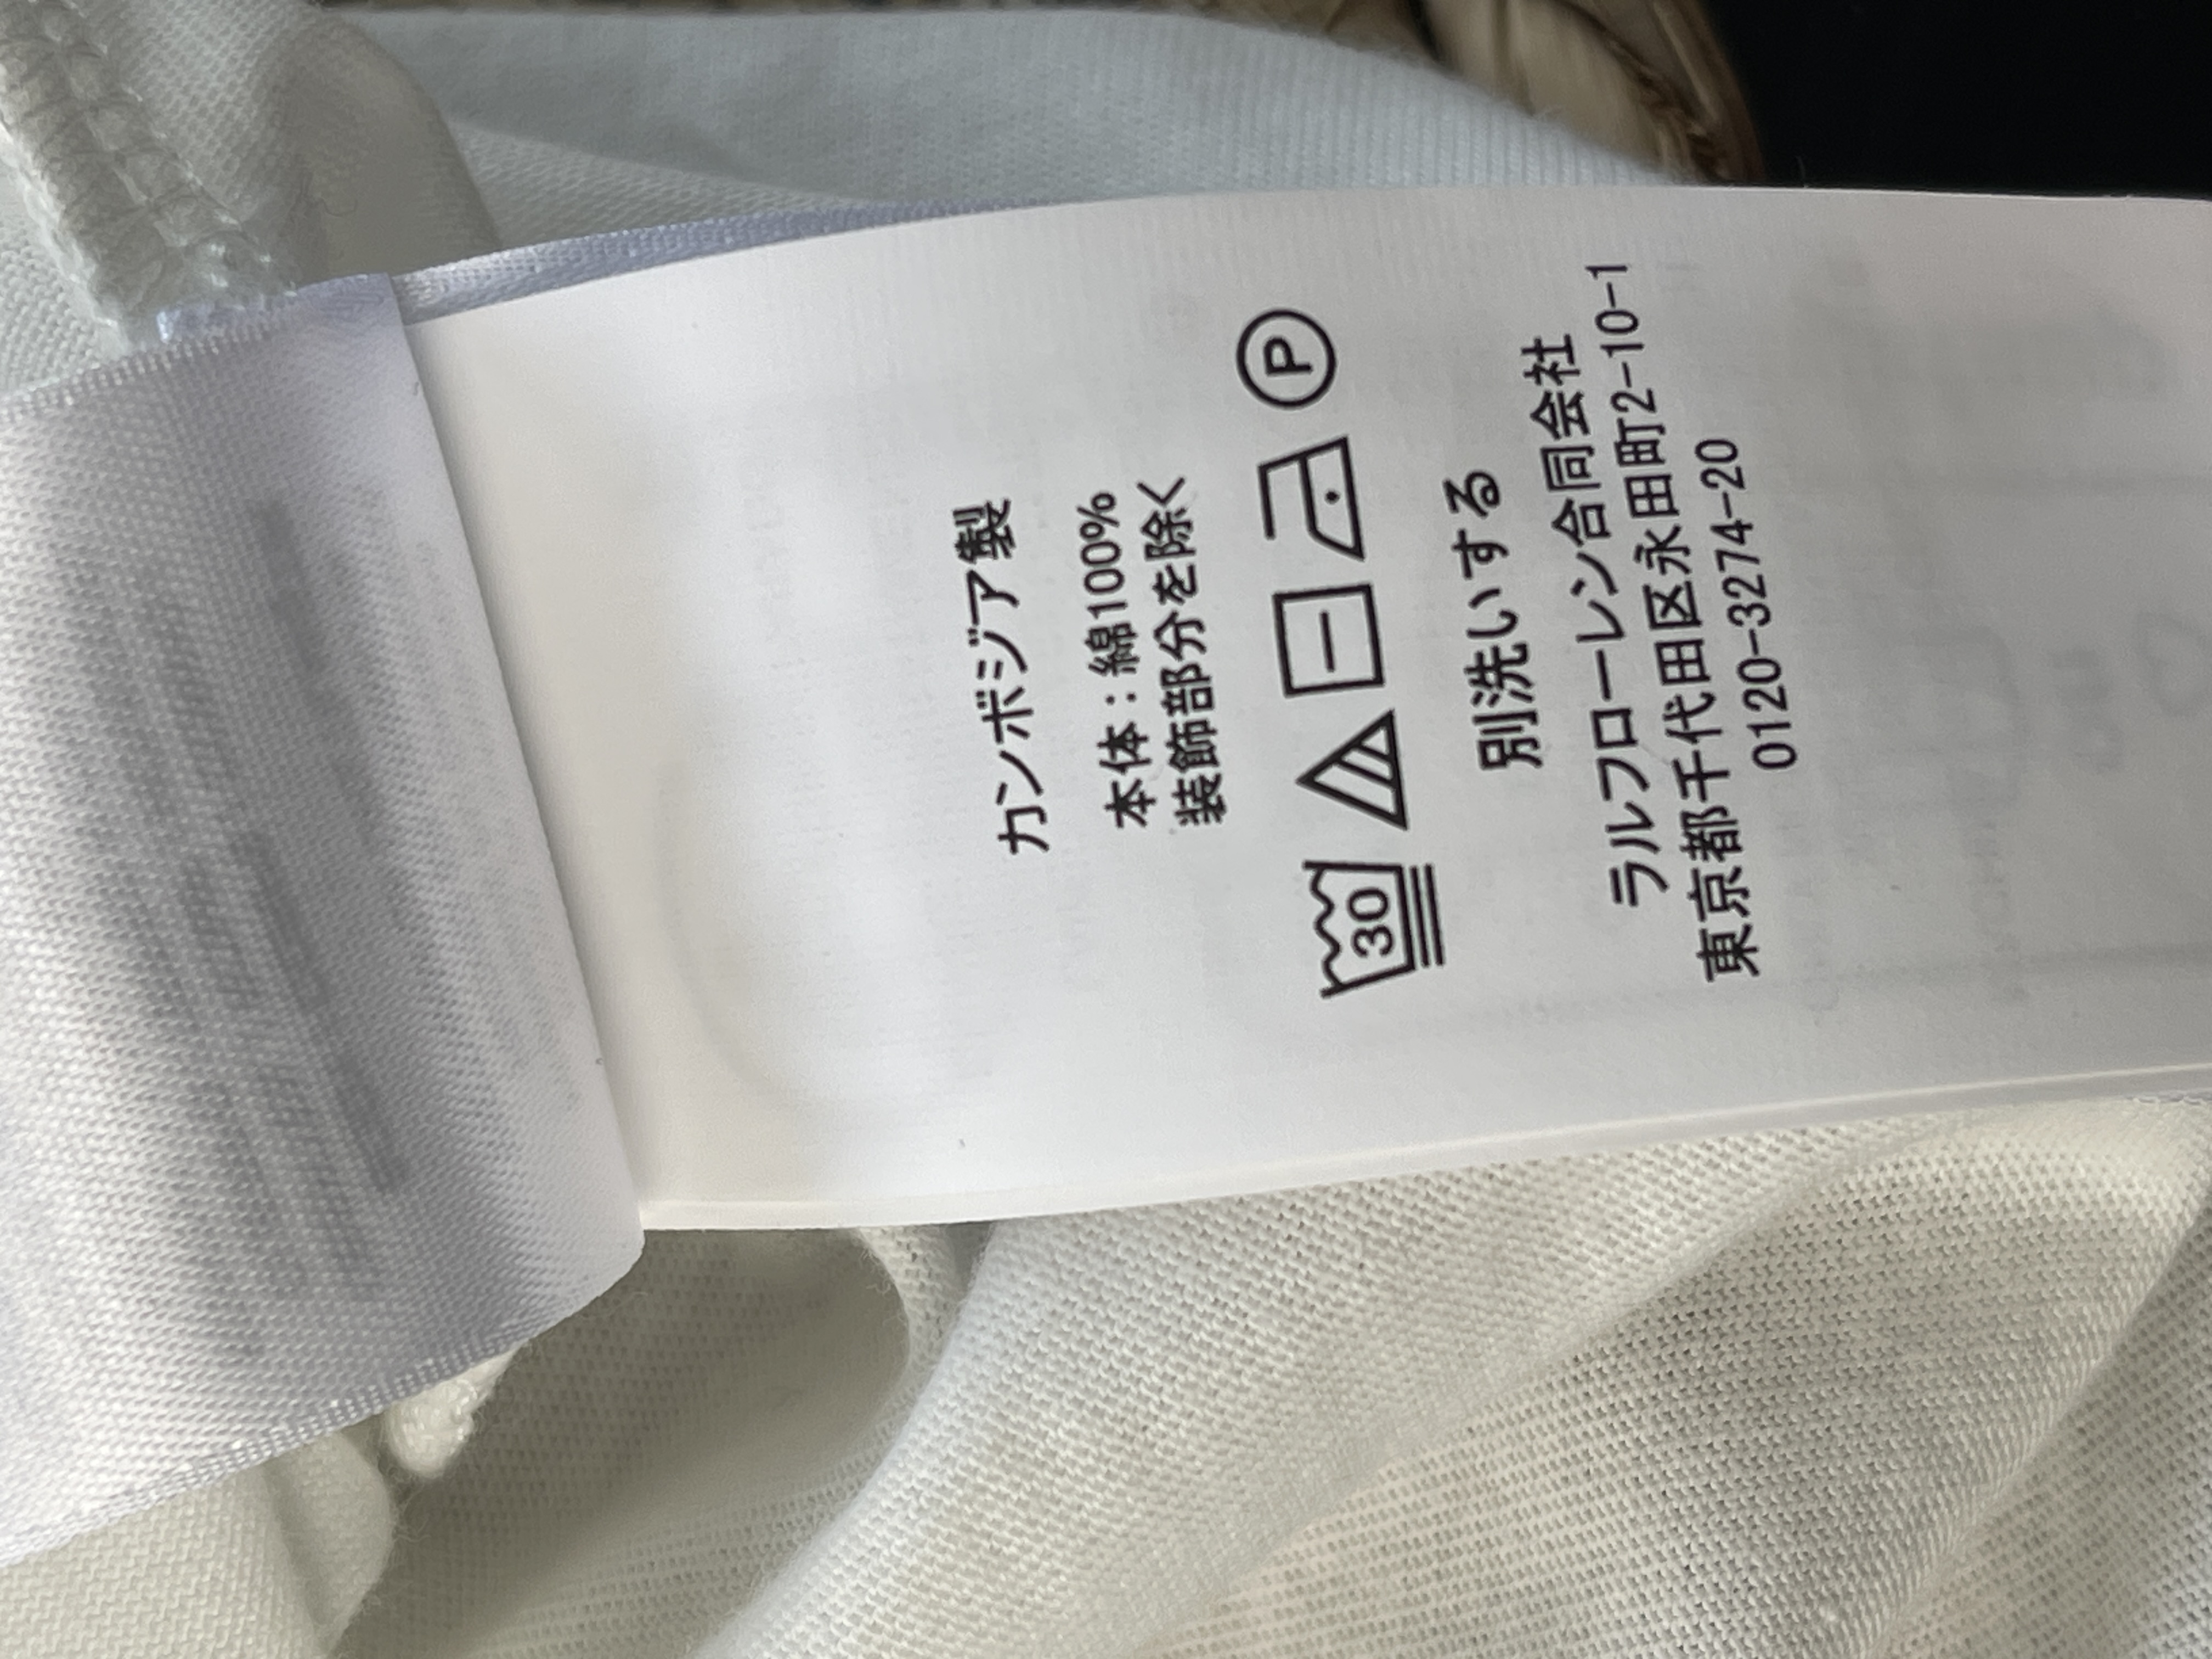 カンボジア製
本体：綿100%
装飾部分を除く
30 P
別洗いする
ラルフローレン合同会社
東京都千代田区永田町2-10-1
0120-3274-20